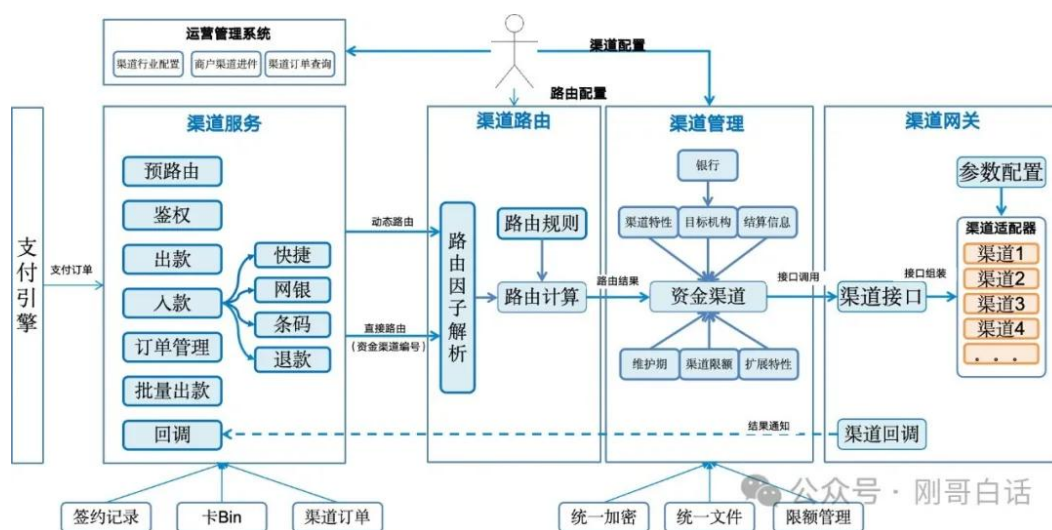 运营管理系统
渠道行业配置
商户渠道进件
渠道订单查询
渠道配置
路由配置
支付引擎
支付订单
渠道服务
预路由
鉴权
出款
入款
订单管理
批量出款
回调
快捷
网银
条码
退款
动态路由
直接路由
(资金渠道编号)
渠道路由
路由因子解析
路由规则
路由计算
路由结果
渠道管理
银行
渠道特性
目标机构
结算信息
资金渠道
维护期
渠道限额
扩展特性
接口调用
渠道网关
参数配置
渠道接口
接口组装
渠道适配器
渠道1
渠道2
渠道3
渠道4
. . .
结果通知
渠道回调
签约记录
卡Bin
渠道订单
统一加密
统一文件
限额管理
公众号・刚哥白话